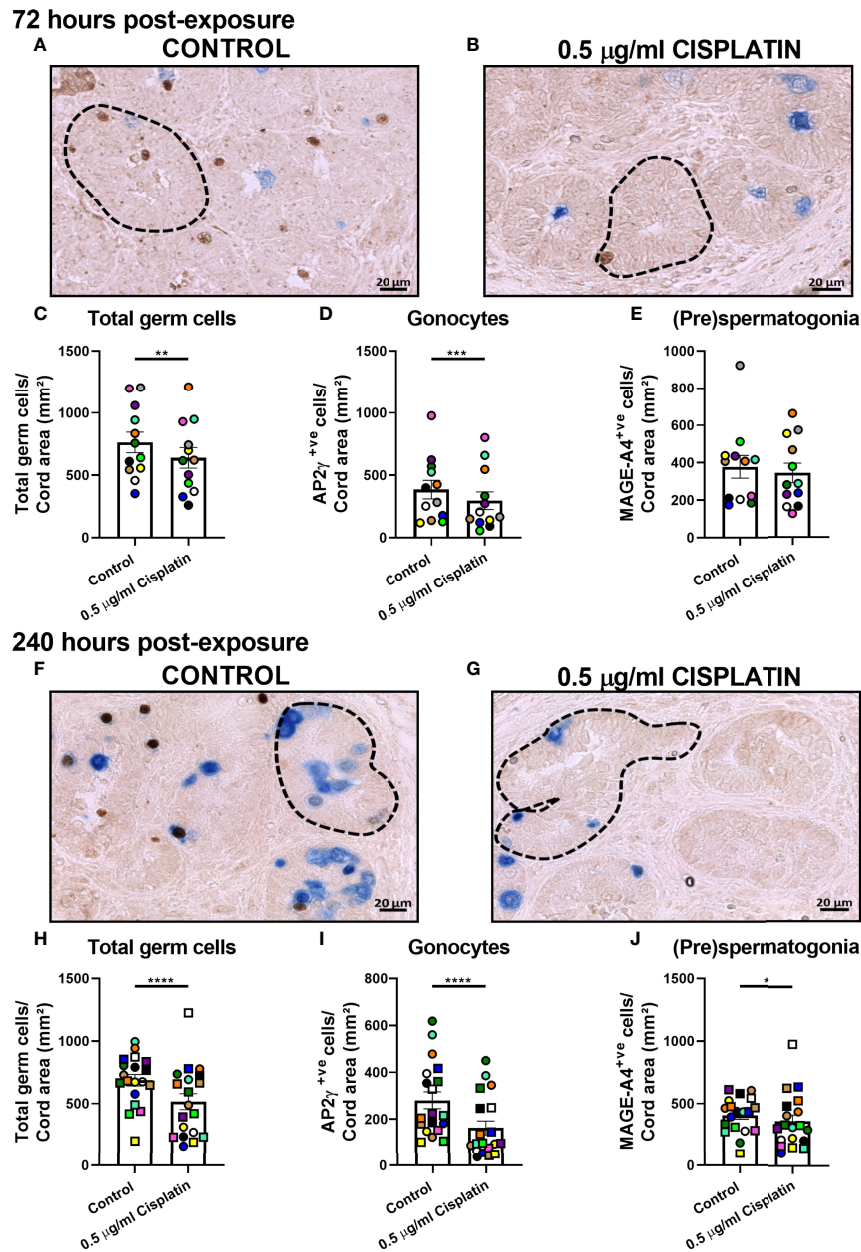 72 hours post-exposure
A CONTROL
B 0.5 µg/ml CISPLATIN
20 µm
20 µm
C Total germ cells
D Gonocytes
E (Pre)spermatogonia
Total germ cells/
Cord area (mm²)
1500
1000
500
0
**
Control
0.5 µg/ml Cisplatin
AP2γ +ve cells/
Cord area (mm²)
1500
1000
500
0
***
Control
0.5 µg/ml Cisplatin
MAGE-A4+ve cells/
Cord area (mm²)
1000
800
600
400
200
0
Control
0.5 µg/ml Cisplatin
240 hours post-exposure
F CONTROL
G 0.5 µg/ml CISPLATIN
20 µm
20 µm
H Total germ cells
I Gonocytes
J (Pre)spermatogonia
Total germ cells/
Cord area (mm²)
1500
1000
500
0
****
Control
0.5 µg/ml Cisplatin
AP2γ +ve cells/
Cord area (mm²)
800
600
400
200
0
****
Control
0.5 µg/ml Cisplatin
MAGE-A4+ve cells/
Cord area (mm²)
1500
1000
500
0
*
Control
0.5 µg/ml Cisplatin